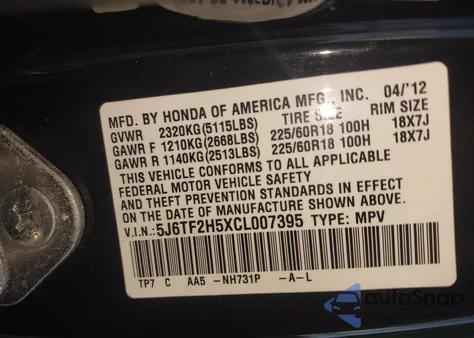 MFD. BY HONDA OF AMERICA MFG., INC. 04/'12
GVWR 2320KG(5115LBS) TIRE SIZE RIM SIZE
GAWR F 1210KG(2668LBS) 225/60R18 100H 18X7J
GAWR R 1140KG(2513LBS) 225/60R18 100H 18X7J
THIS VEHICLE CONFORMS TO ALL APPLICABLE
FEDERAL MOTOR VEHICLE SAFETY
AND THEFT PREVENTION STANDARDS IN EFFECT
ON THE DATE OF MANUFACTURE SHOWN ABOVE.
V.I.N.: 5J6TF2H5XCL007395 TYPE: MPV
TP7 C AA5 -NH731P -A-L
autoSnap